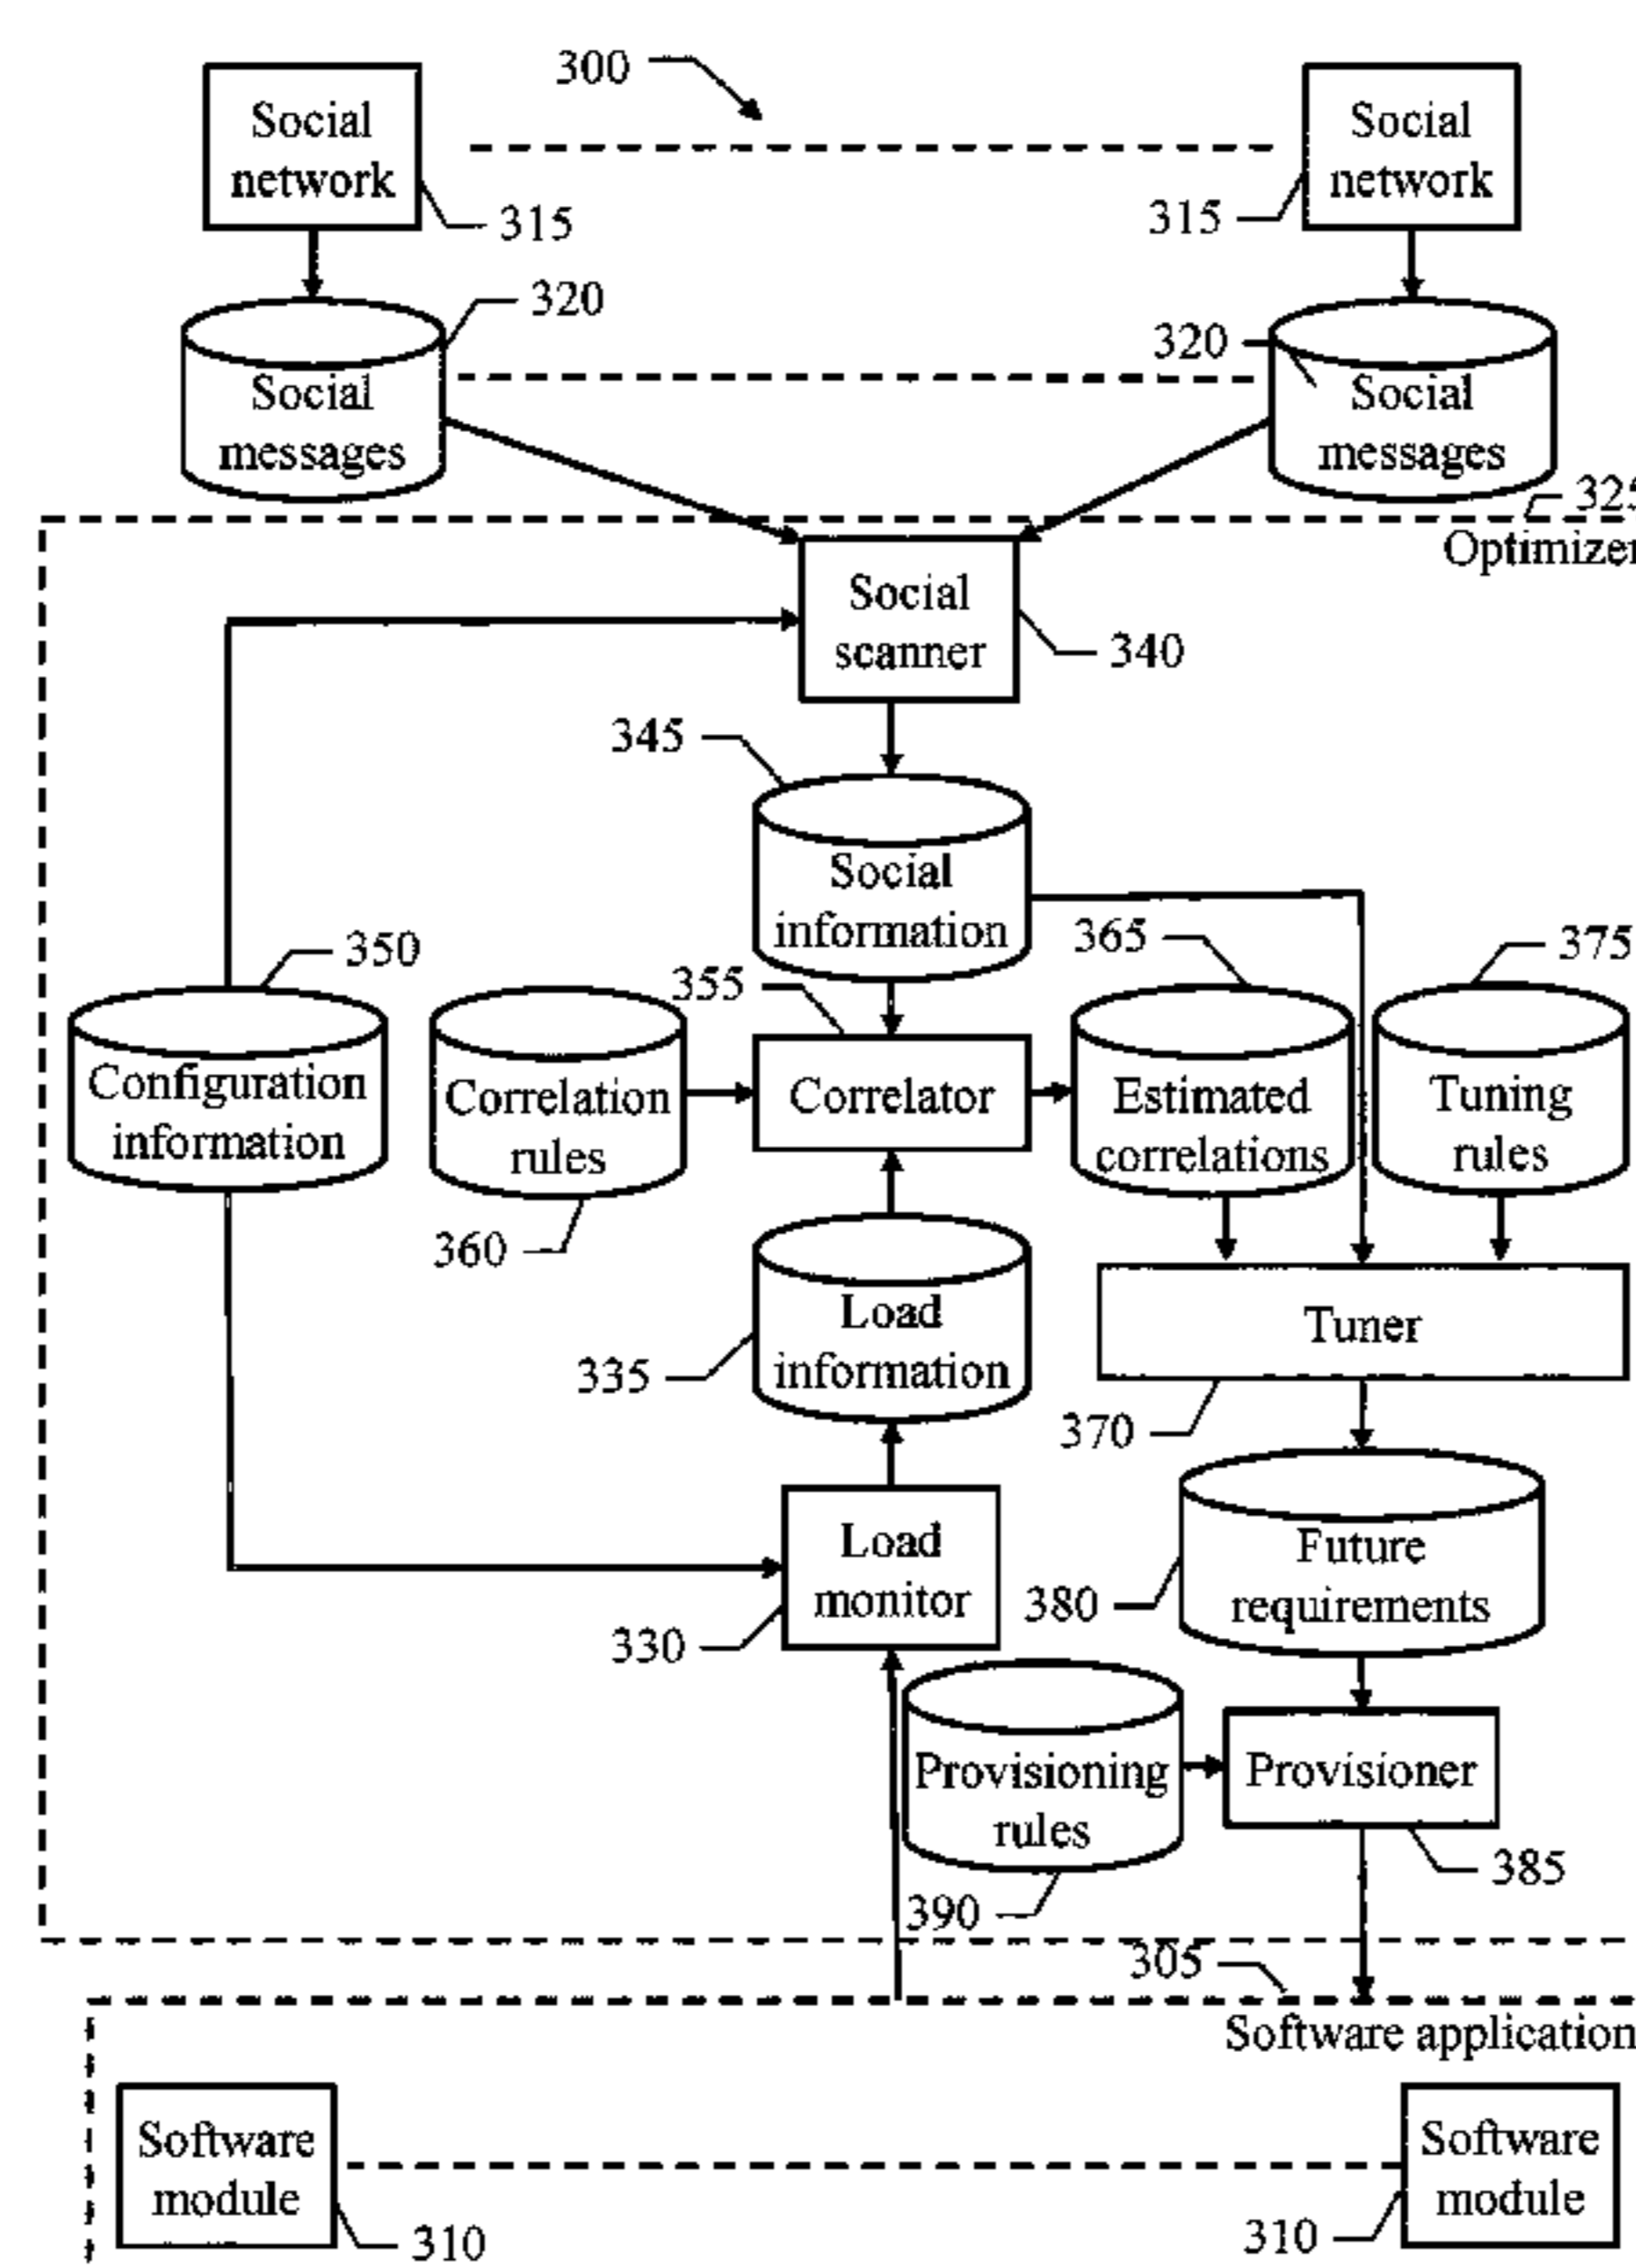 300
Social
network
315
Social
network
315
Social
messages
320
Social
messages
320
325
Optimizer
Social
scanner
340
345
Social
information
350
Configuration
information
Correlation
rules
360
355
Correlator
365
Estimated
correlations
375
Tuning
rules
Load
information
335
Tuner
370
Load
monitor
330
Future
requirements
380
Provisioning
rules
390
Provisioner
385
305
Software application
Software
module
310
Software
module
310